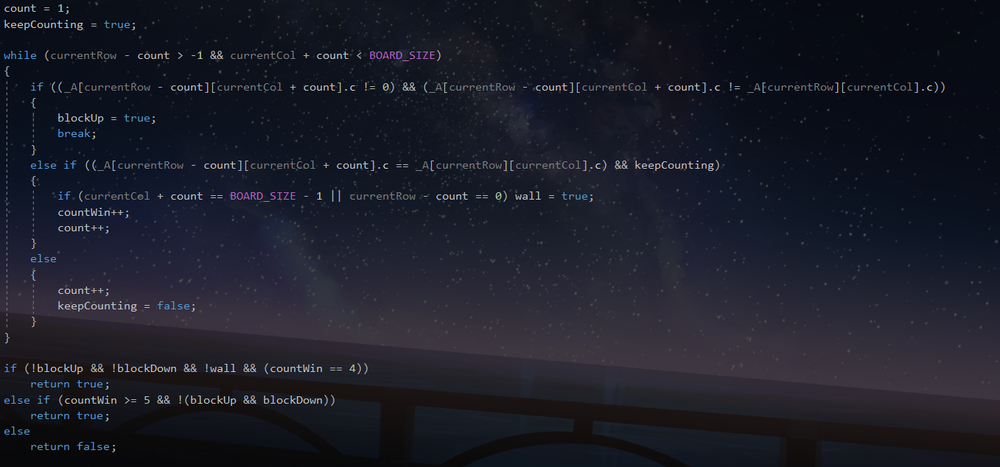 count = 1;
keepCounting = true;
while (currentRow - count > -1 && currentCol + count < BOARD_SIZE)
{
if ((_A[currentRow - count][currentCol + count].c != 0) && (_A[currentRow - count][currentCol + count].c != _A[currentRow][currentCol].c))
{
blockUp = true;
break;
}
else if ((_A[currentRow - count][currentCol + count].c == _A[currentRow][currentCol].c) && keepCounting)
{
if (currentCol + count == BOARD_SIZE - 1 || currentRow - count == 0) wall = true;
countWin++;
count++;
}
else
{
count++;
keepCounting = false;
}
}
if (!blockUp && !blockDown && !wall && (countWin == 4))
return true;
else if (countWin >= 5 && !(blockUp && blockDown))
return true;
else
return false;